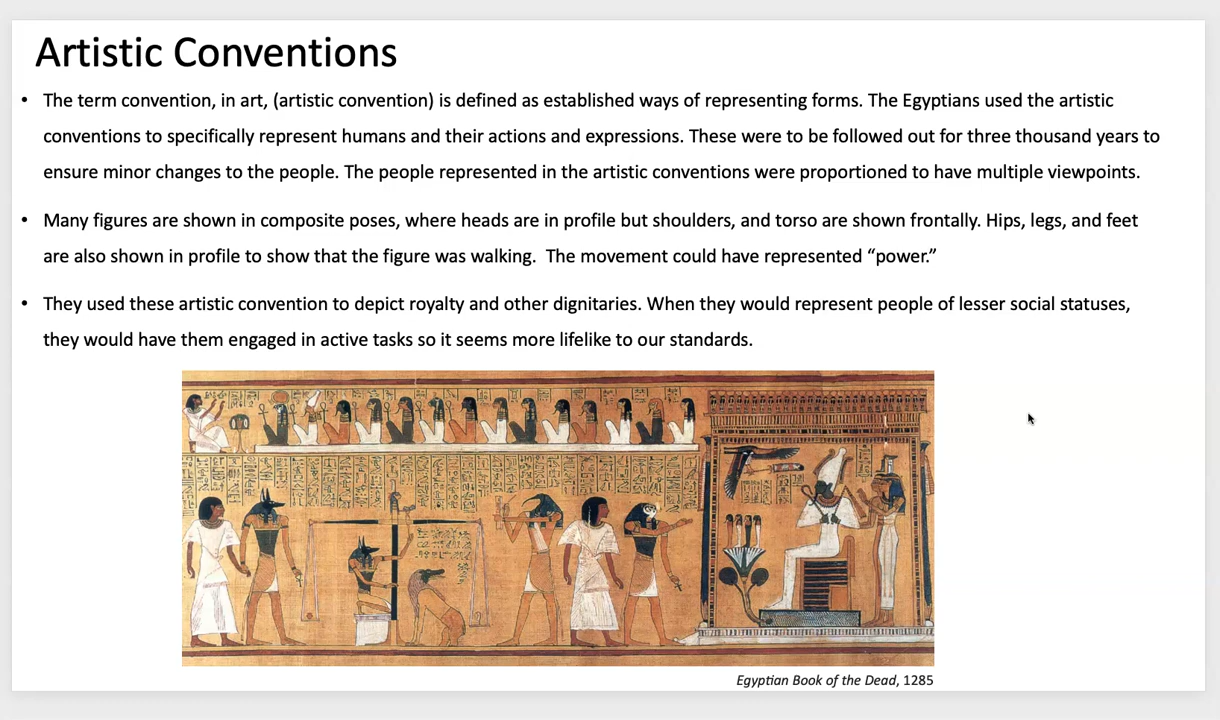 Artistic Conventions
• The term convention, in art, (artistic convention) is defined as established ways of representing forms. The Egyptians used the artistic
conventions to specifically represent humans and their actions and expressions. These were to be followed out for three thousand years to
ensure minor changes to the people. The people represented in the artistic conventions were proportioned to have multiple viewpoints.
• Many figures are shown in composite poses, where heads are in profile but shoulders, and torso are shown frontally. Hips, legs, and feet
are also shown in profile to show that the figure was walking.  The movement could have represented “power.”
• They used these artistic convention to depict royalty and other dignitaries. When they would represent people of lesser social statuses,
they would have them engaged in active tasks so it seems more lifelike to our standards.
Egyptian Book of the Dead, 1285